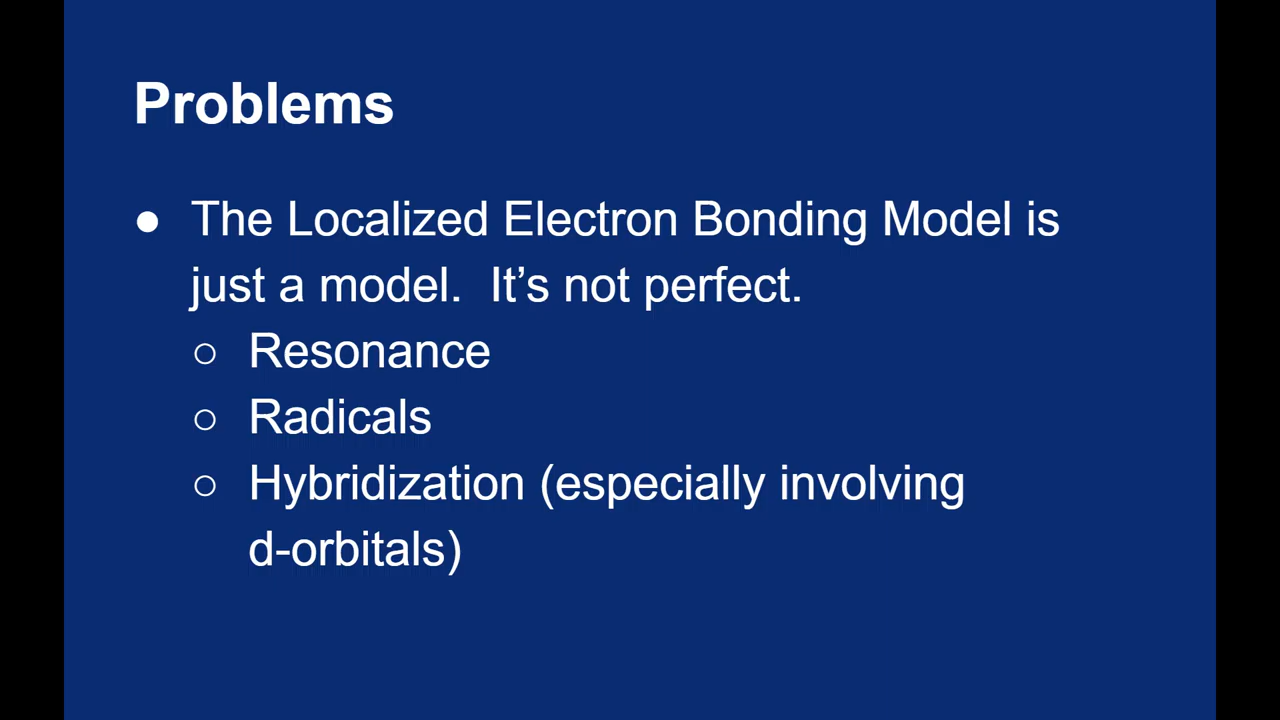 Problems
● The Localized Electron Bonding Model is
just a model.  It’s not perfect.
○ Resonance
○ Radicals
○ Hybridization (especially involving
d-orbitals)